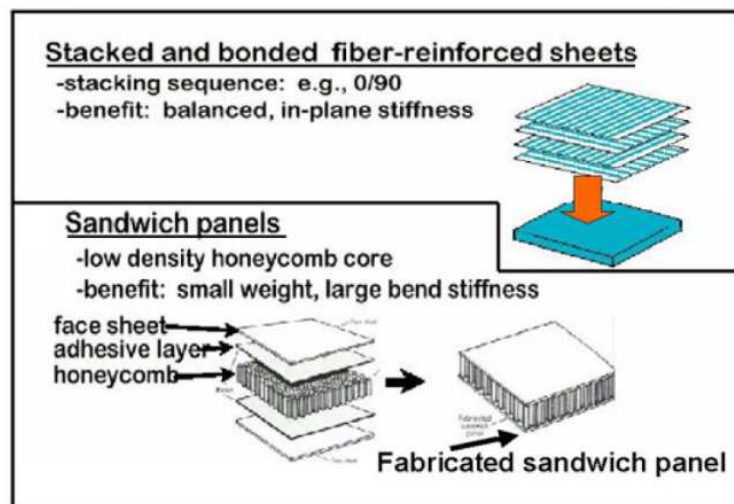 Stacked and bonded fiber-reinforced sheets
-stacking sequence: e.g., 0/90
-benefit: balanced, in-plane stiffness
Sandwich panels
-low density honeycomb core
-benefit: small weight, large bend stiffness
face sheet
adhesive layer
honeycomb
Fabricated sandwich panel